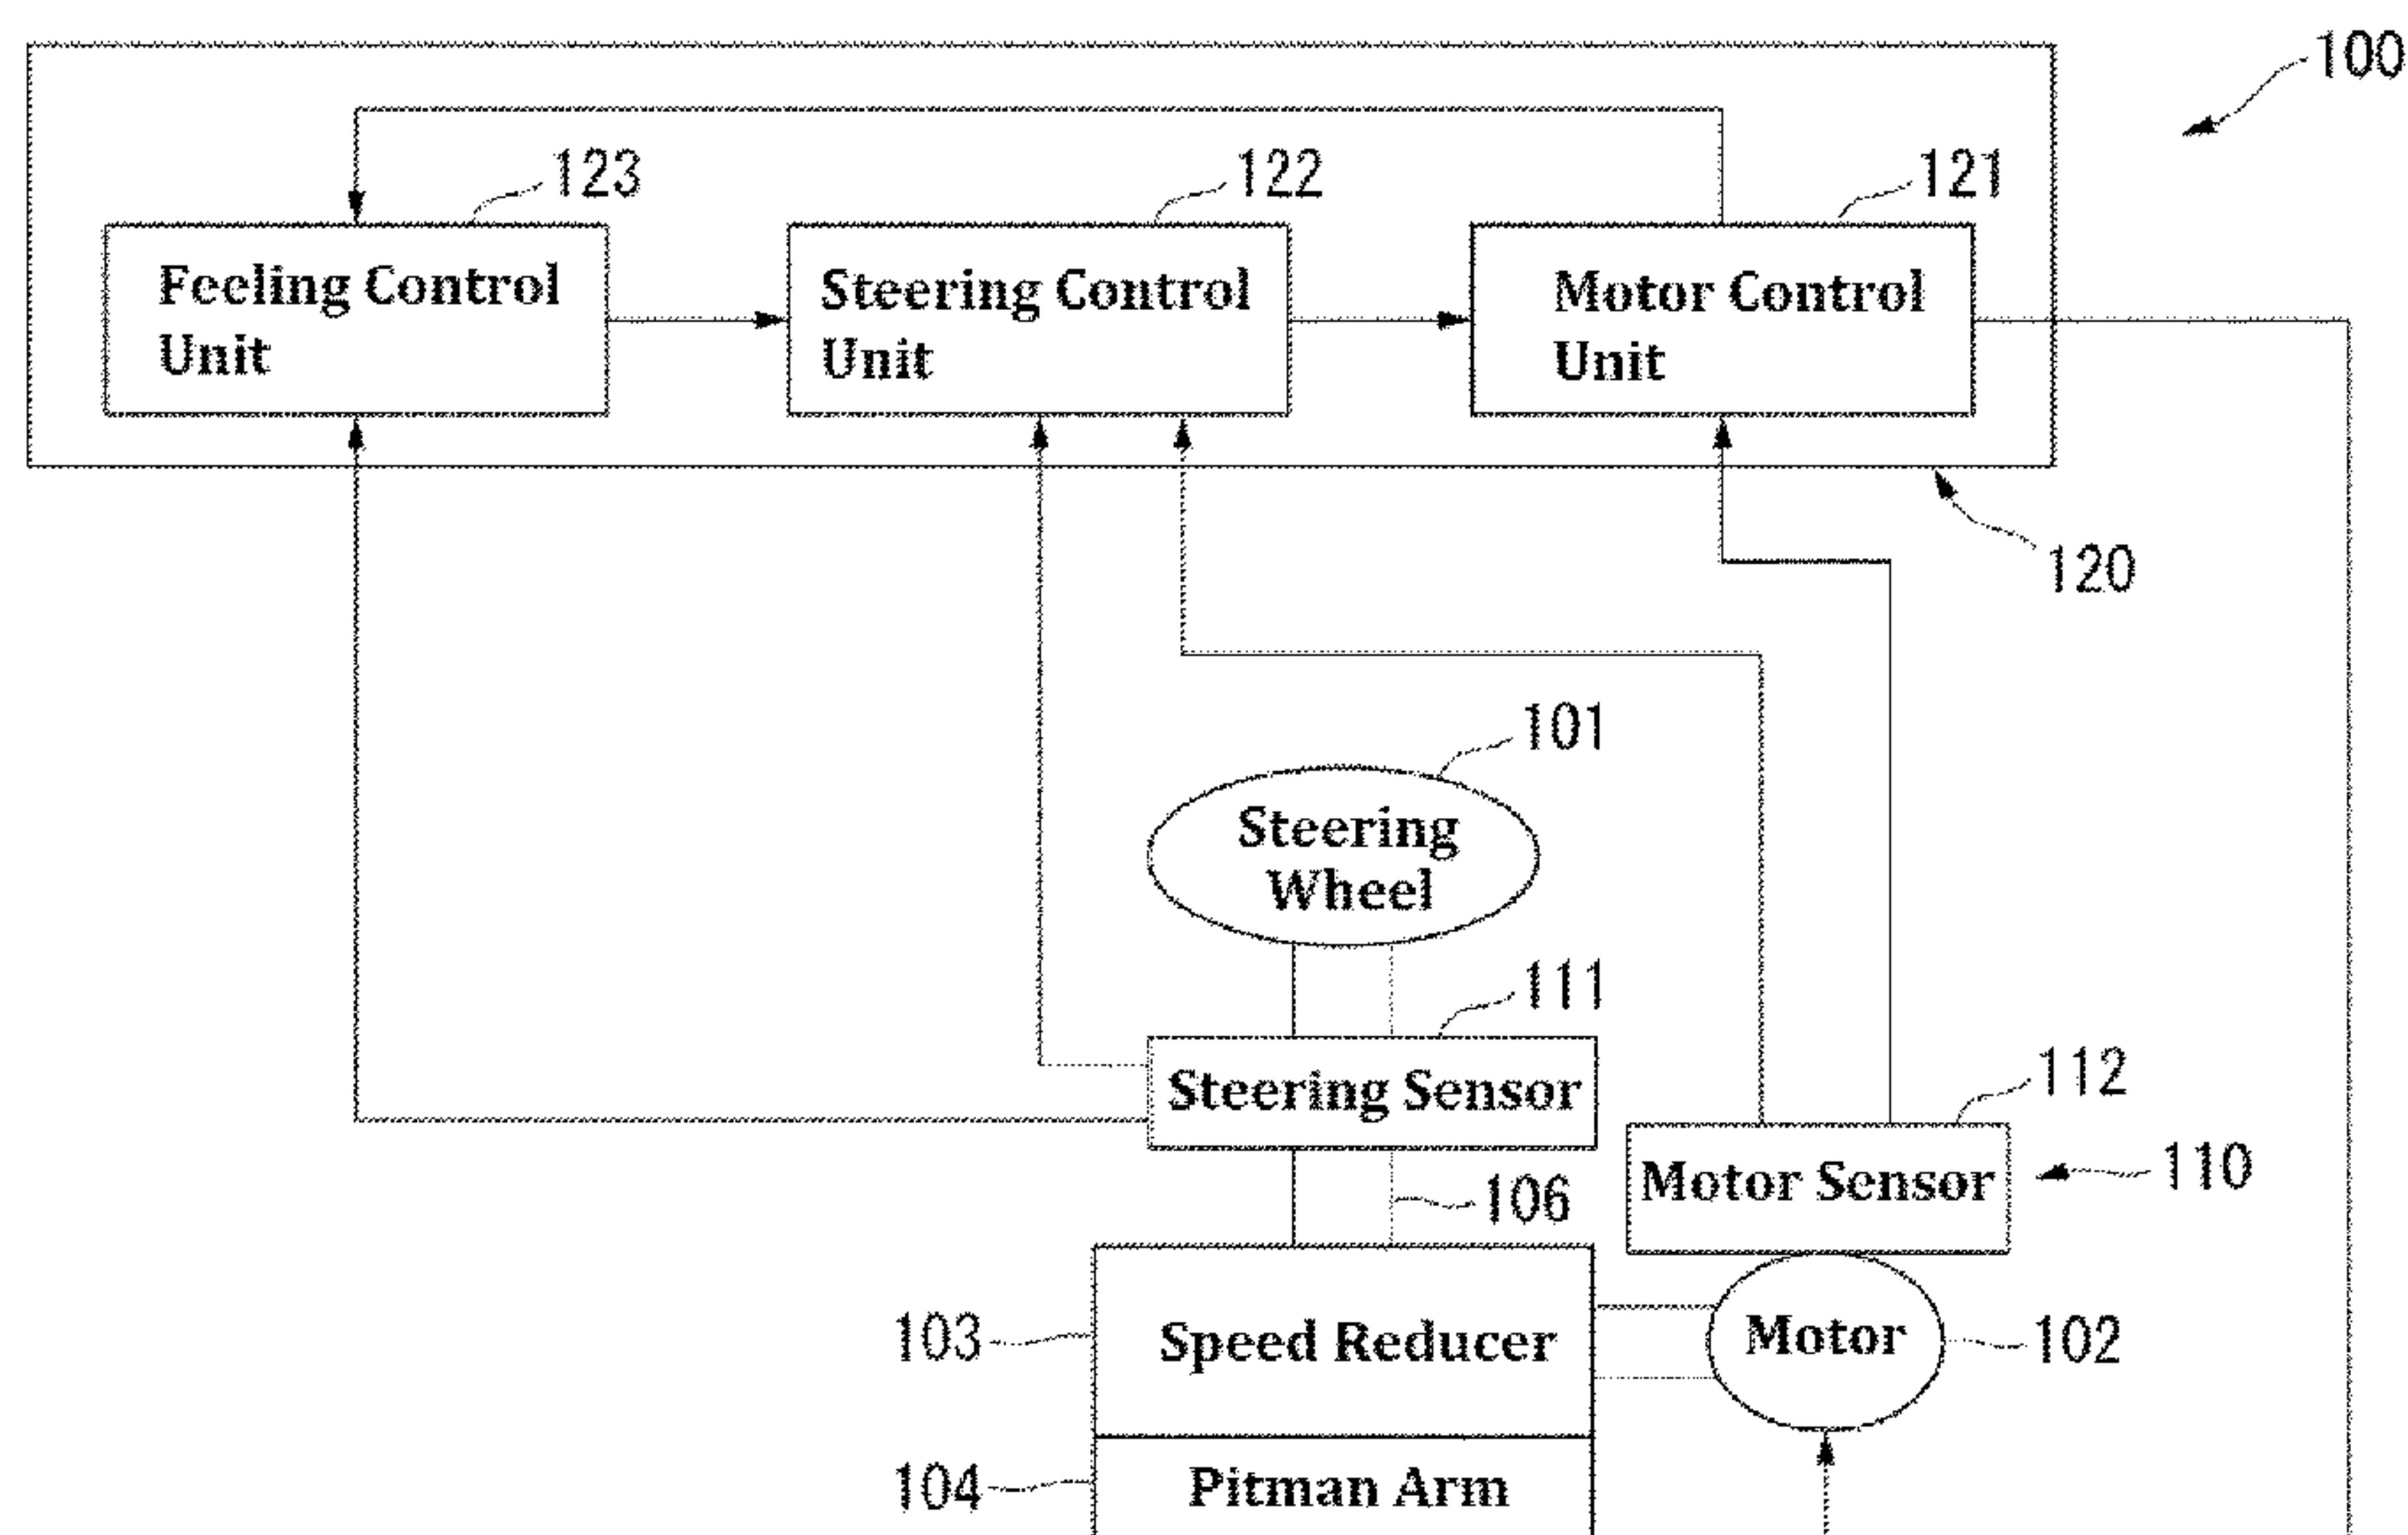 100
123
122
121
Feeling Control
Unit
Steering Control
Unit
Motor Control
Unit
120
101
Steering
Wheel
111
Steering Sensor
112
Motor Sensor
110
106
103
Speed Reducer
Motor
102
104
Pitman Arm